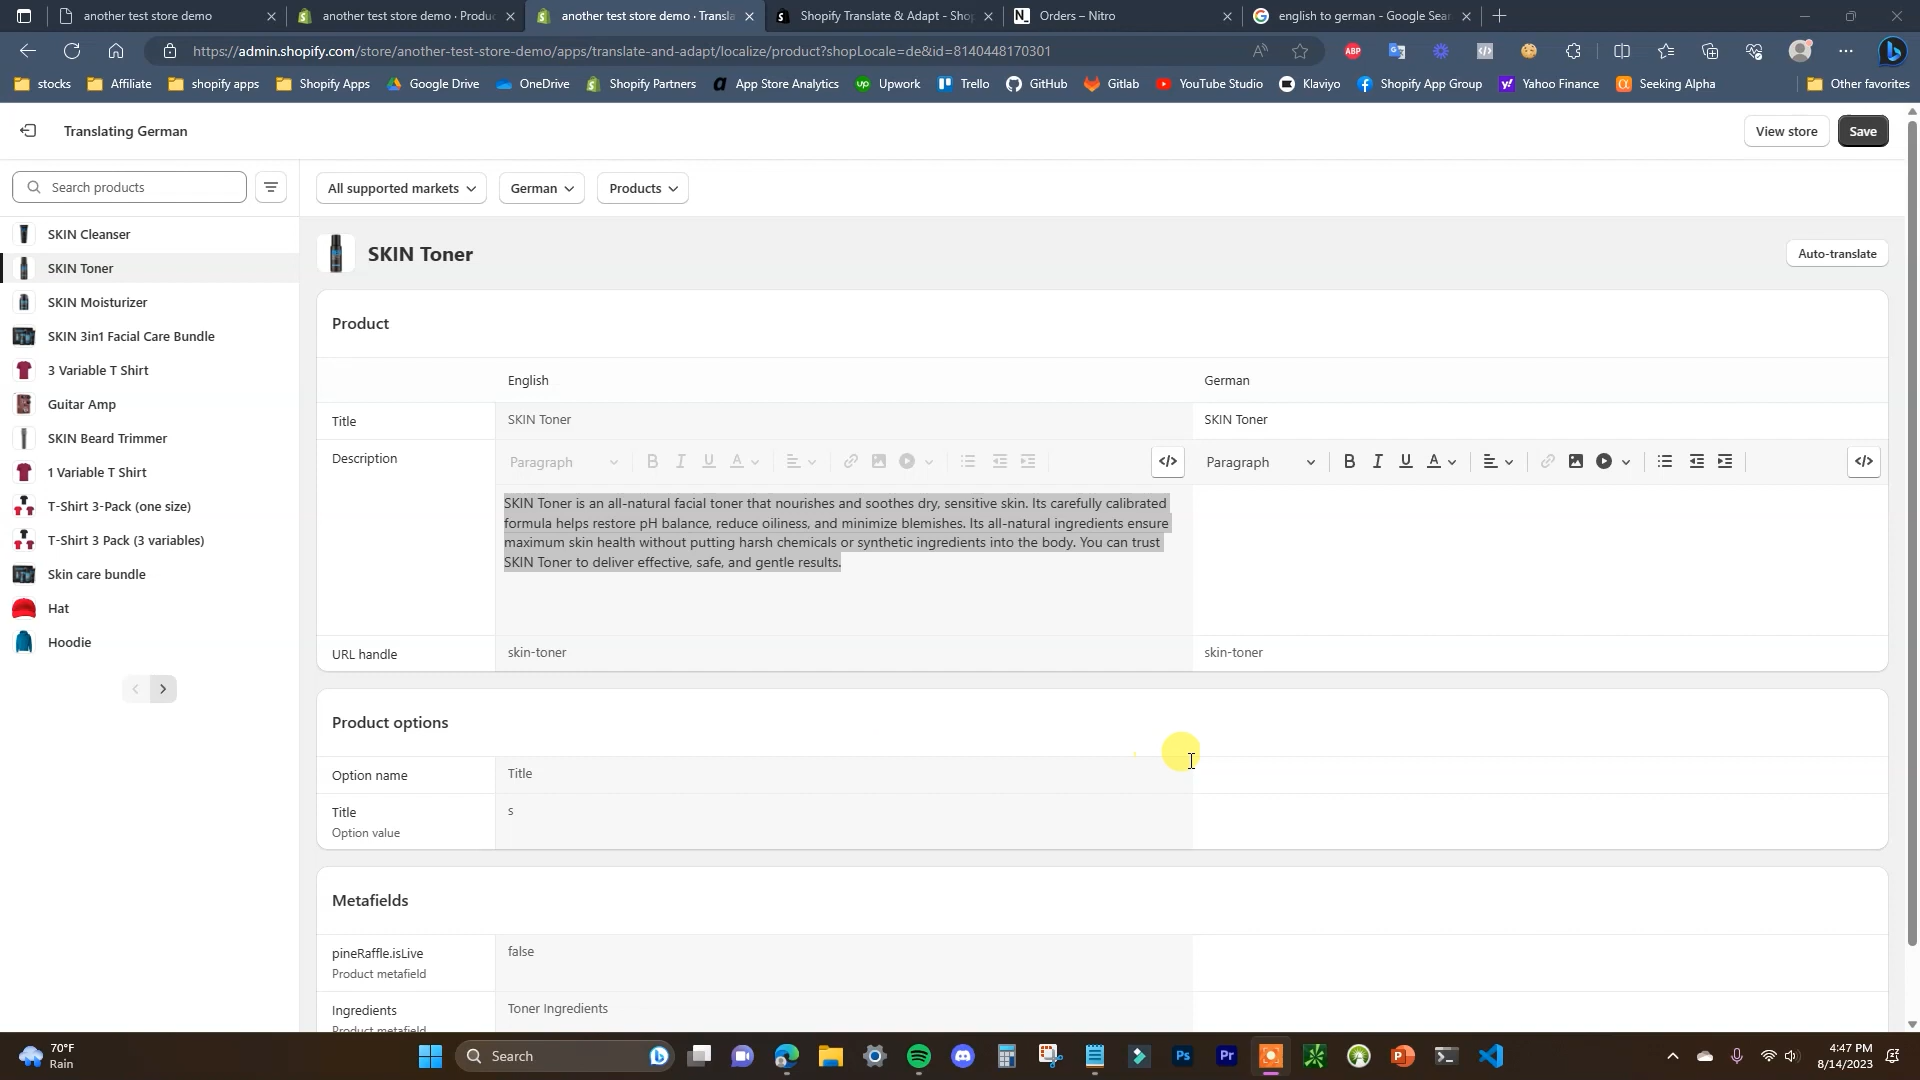 another test store demo
another test store demo · Produc
another test store demo · Transla
Shopify Translate & Adapt - Shop
Orders – Nitro
english to german - Google Sear
https://admin.shopify.com/store/another-test-store-demo/apps/translate-and-adapt/localize/product?shopLocale=de&id=8140448170301
stocks
Affiliate
shopify apps
Shopify Apps
Google Drive
OneDrive
Shopify Partners
App Store Analytics
Upwork
Trello
GitHub
Gitlab
YouTube Studio
Klaviyo
Shopify App Group
Yahoo Finance
Seeking Alpha
Other favorites
Translating German
View store
Save
Search products
All supported markets
German
Products
SKIN Cleanser
SKIN Toner
SKIN Moisturizer
SKIN 3in1 Facial Care Bundle
3 Variable T Shirt
Guitar Amp
SKIN Beard Trimmer
1 Variable T Shirt
T-Shirt 3-Pack (one size)
T-Shirt 3 Pack (3 variables)
Skin care bundle
Hat
Hoodie
SKIN Toner
Auto-translate
Product
English
German
Title
SKIN Toner
SKIN Toner
Description
Paragraph
B I U A
</>
Paragraph
B I U A
</>
SKIN Toner is an all-natural facial toner that nourishes and soothes dry, sensitive skin. Its carefully calibrated
formula helps restore pH balance, reduce oiliness, and minimize blemishes. Its all-natural ingredients ensure
maximum skin health without putting harsh chemicals or synthetic ingredients into the body. You can trust
SKIN Toner to deliver effective, safe, and gentle results.
URL handle
skin-toner
skin-toner
Product options
Option name
Title
Title
Option value
s
Metafields
pineRaffle.isLive
Product metafield
false
Ingredients
Product metafield
Toner Ingredients
70°F
Rain
Search
4:47 PM
8/14/2023